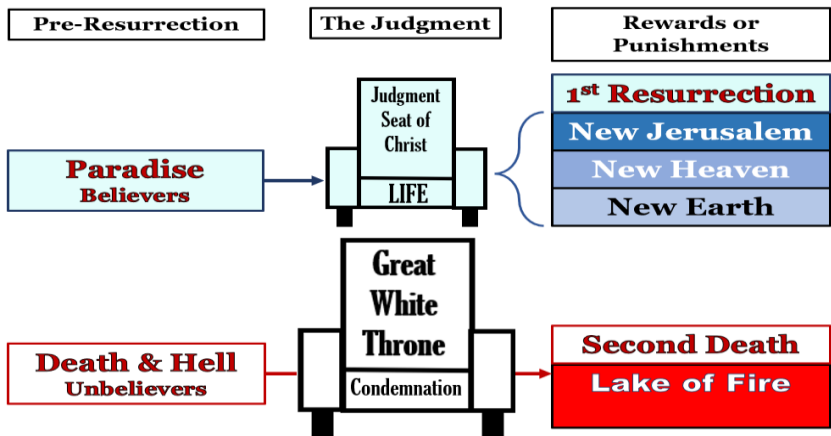 Pre-Resurrection
The Judgment
Rewards or
Punishments
Paradise
Believers
Judgment
Seat of
Christ
LIFE
1st Resurrection
New Jerusalem
New Heaven
New Earth
Death & Hell
Unbelievers
Great
White
Throne
Condemnation
Second Death
Lake of Fire